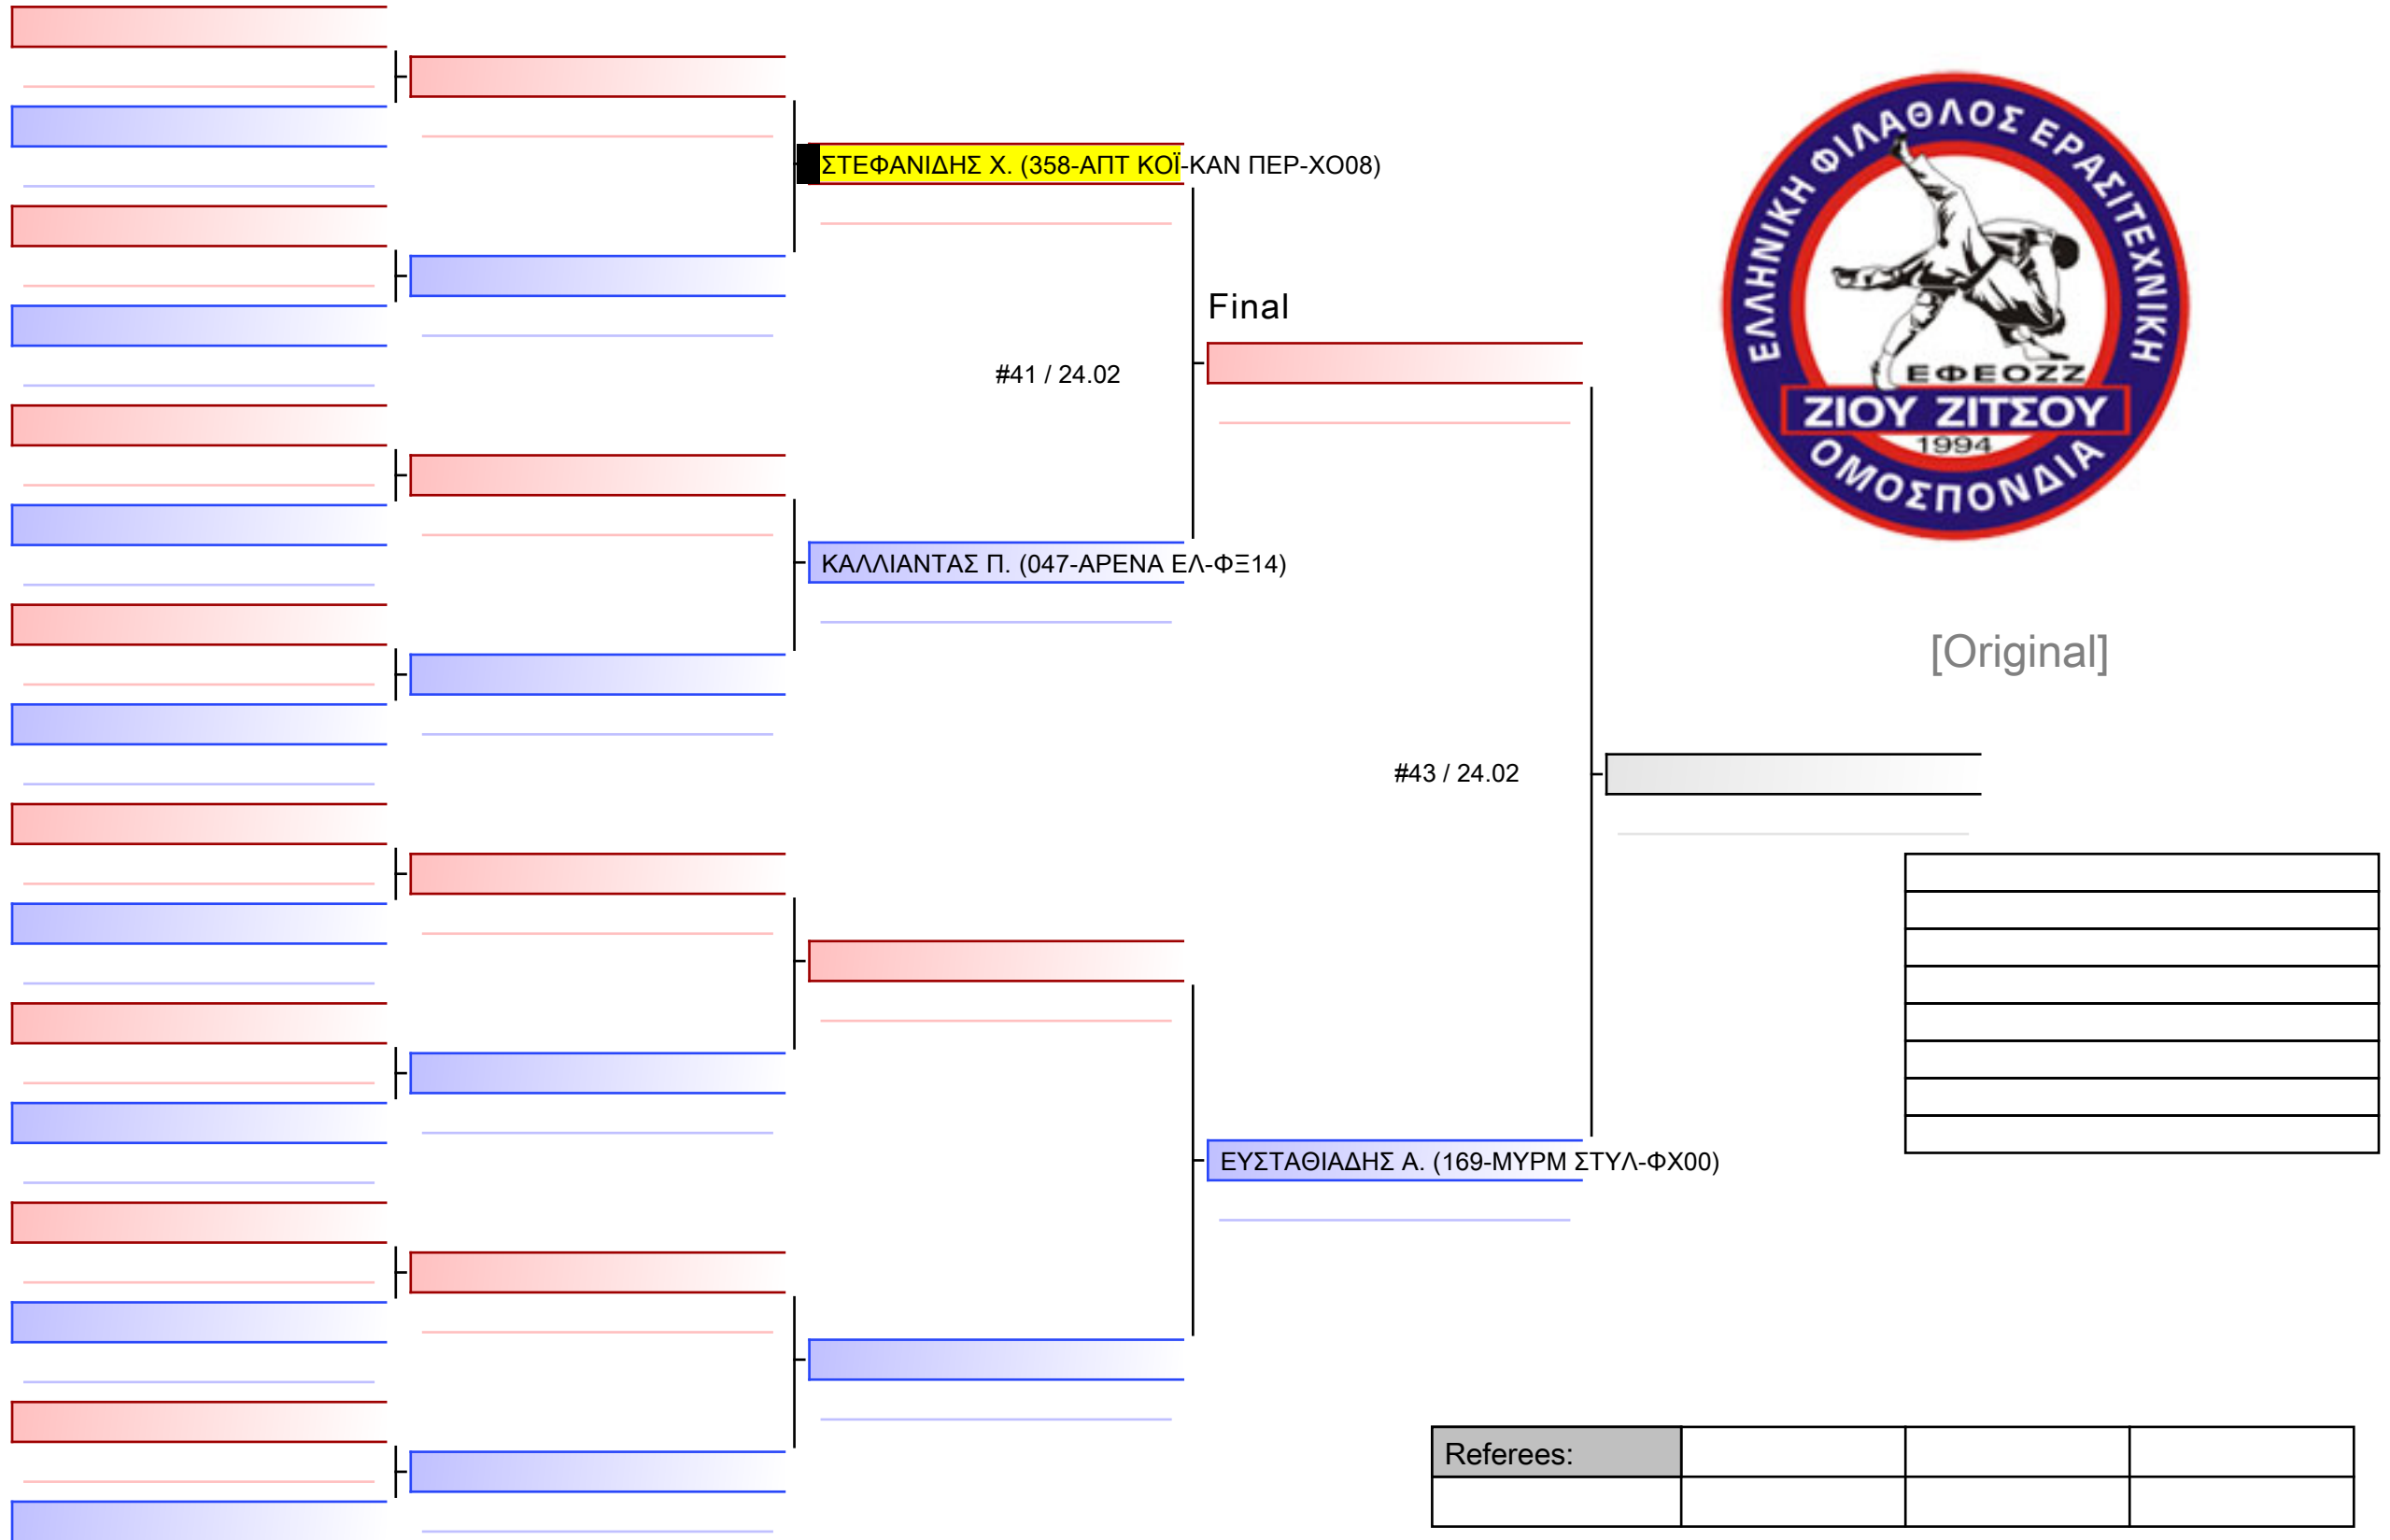 ΣΤΕΦΑΝΙΔΗΣ Χ. (358-ΑΠΤ ΚΟΪ-ΚΑΝ ΠΕΡ-ΧΟ08)
Final
#41 / 24.02
ΚΑΛΛΙΑΝΤΑΣ Π. (047-ΑΡΕΝΑ ΕΛ-ΦΞ14)
ΕΛΛΗΝΙΚΗ ΦΙΛΑΘΛΟΣ ΕΡΑΣΙΤΕΧΝΙΚΗ
ΕΦΕΟΖΖ
ΖΙΟΥ ΖΙΤΣΟΥ
1994
ΟΜΟΣΠΟΝΔΙΑ
[Original]
#43 / 24.02
ΕΥΣΤΑΘΙΑΔΗΣ Α. (169-ΜΥΡΜ ΣΤΥΛ-ΦΧ00)
Referees: